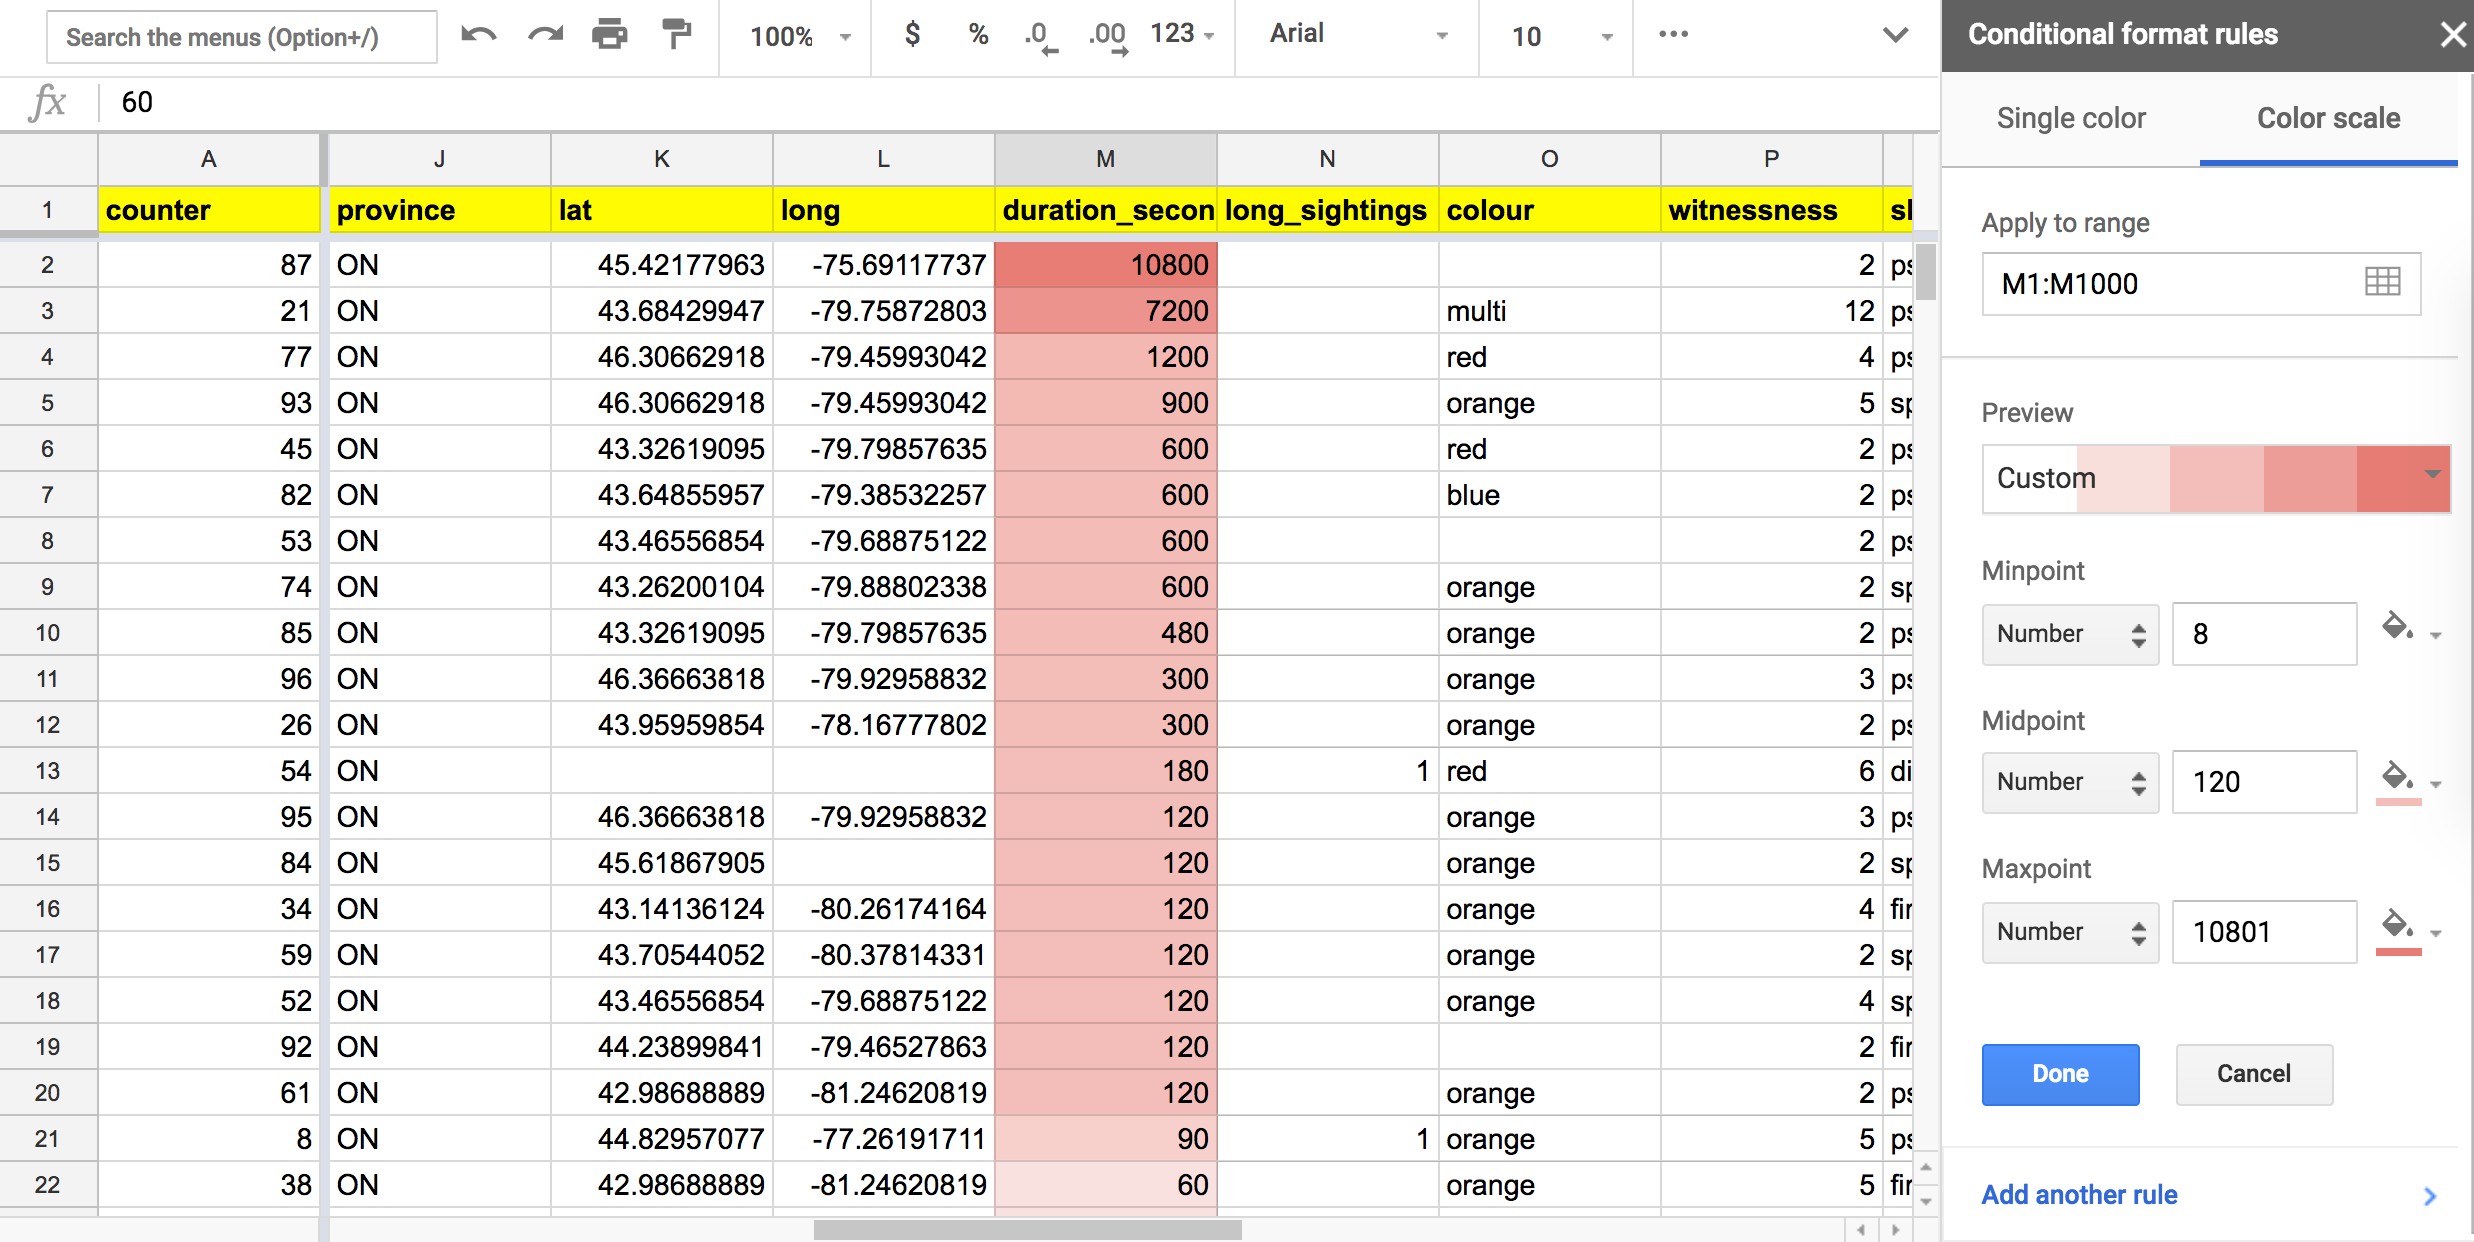 Search the menus (Option+/) 100% $ % .0 .00 123 Arial 10
Conditional format rules
fx 60
Single color Color scale
A J K L M N O P
1 counter province lat long duration_secon long_sightings colour witnessness
2 87 ON 45.42177963 -75.69117737 10800 2 ps
3 21 ON 43.68429947 -79.75872803 7200 multi 12 ps
4 77 ON 46.30662918 -79.45993042 1200 red 4 ps
5 93 ON 46.30662918 -79.45993042 900 orange 5 sp
6 45 ON 43.32619095 -79.79857635 600 red 2 ps
7 82 ON 43.64855957 -79.38532257 600 blue 2 ps
8 53 ON 43.46556854 -79.68875122 600 2 ps
9 74 ON 43.26200104 -79.88802338 600 orange 2 sp
10 85 ON 43.32619095 -79.79857635 480 orange 2 ps
11 96 ON 46.36663818 -79.92958832 300 orange 3 ps
12 26 ON 43.95959854 -78.16777802 300 orange 2 ps
13 54 ON 180 1 red 6 di
14 95 ON 46.36663818 -79.92958832 120 orange 3 ps
15 84 ON 45.61867905 120 orange 2 sp
16 34 ON 43.14136124 -80.26174164 120 orange 4 fir
17 59 ON 43.70544052 -80.37814331 120 orange 2 sp
18 52 ON 43.46556854 -79.68875122 120 orange 4 sp
19 92 ON 44.23899841 -79.46527863 120 2 fir
20 61 ON 42.98688889 -81.24620819 120 orange 2 ps
21 8 ON 44.82957077 -77.26191711 90 1 orange 5 ps
22 38 ON 42.98688889 -81.24620819 60 orange 5 fir
Apply to range
M1:M1000
Preview
Custom
Minpoint
Number 8
Midpoint
Number 120
Maxpoint
Number 10801
Done Cancel
Add another rule